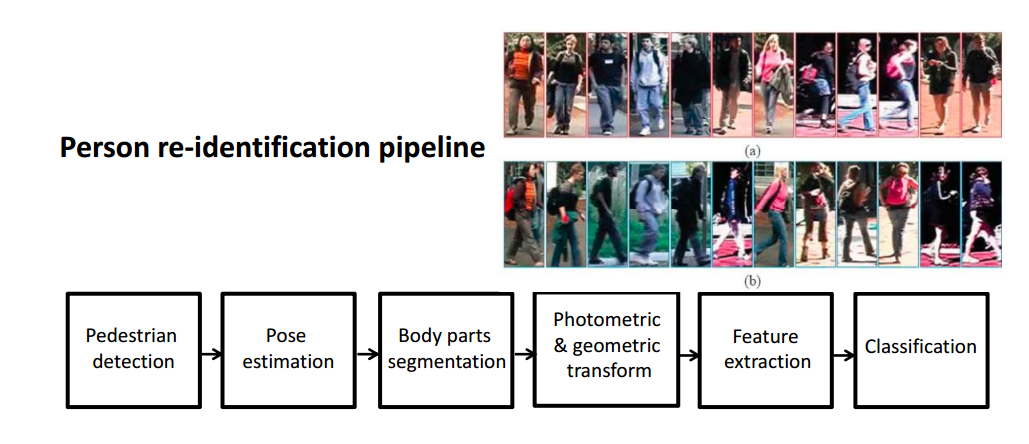 Person re-identification pipeline
(a)
(b)
Pedestrian
detection
Pose
estimation
Body parts
segmentation
Photometric
& geometric
transform
Feature
extraction
Classification